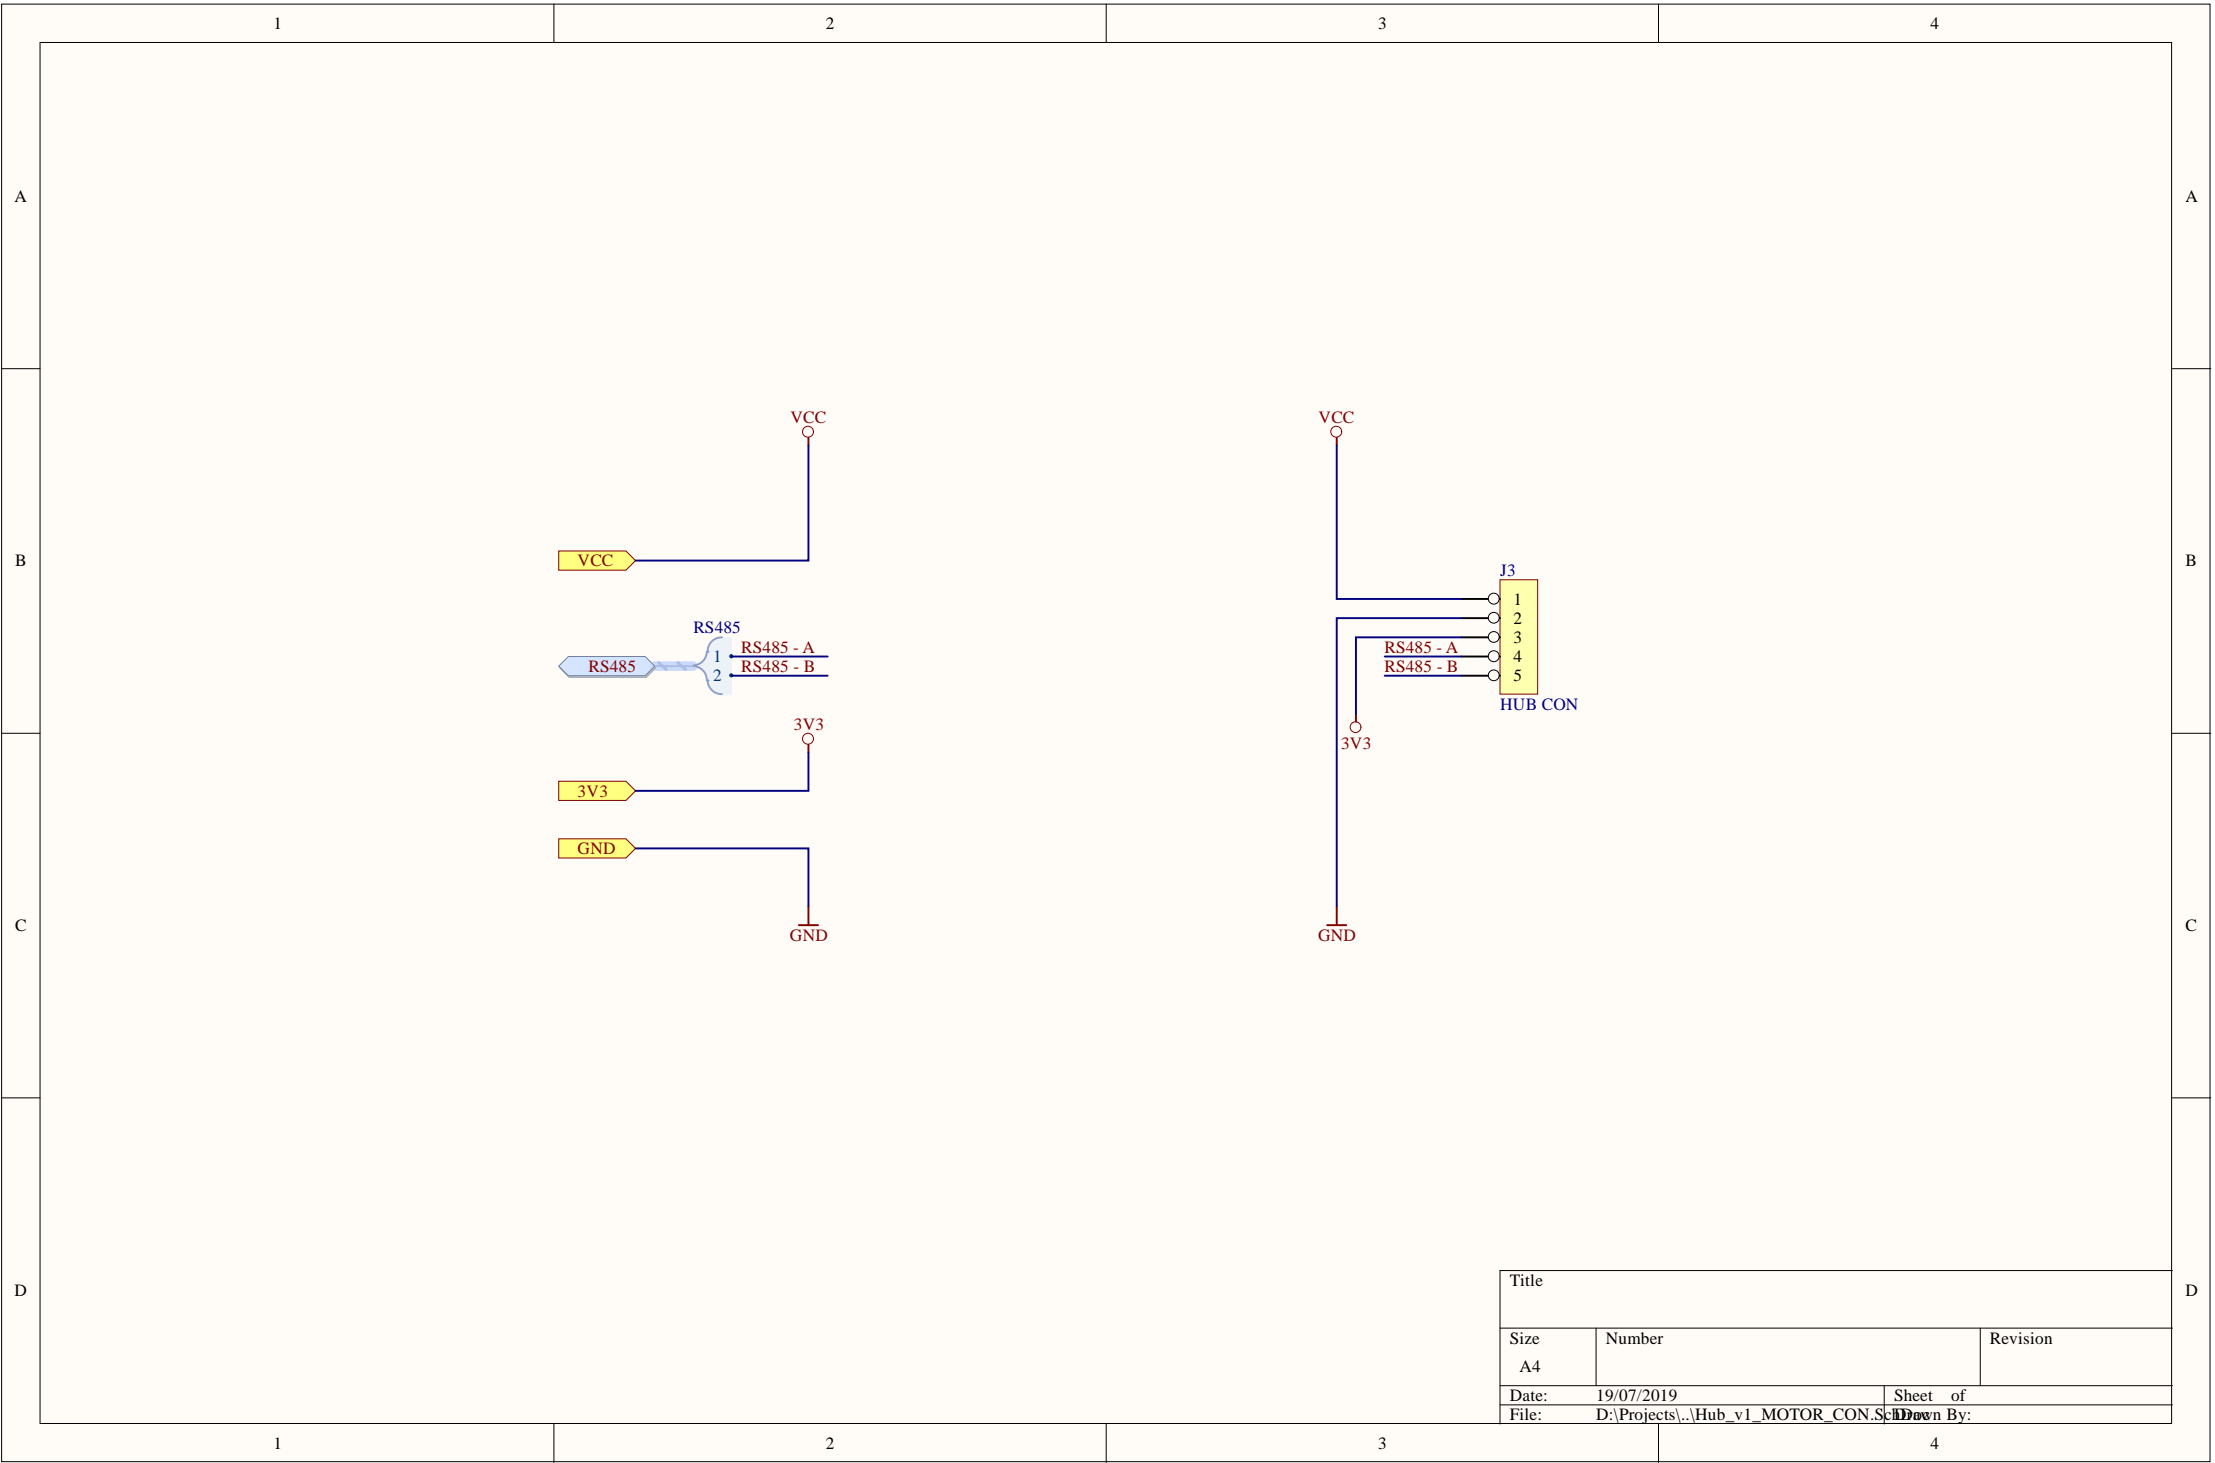 1 2 3 4
A A
VCC VCC
B B
VCC
J3
1
2
3
4
5
HUB CON
RS485
RS485
1 RS485 - A
2 RS485 - B
RS485 - A
RS485 - B
3V3
3V3
3V3
GND
C C
GND GND
D D
Title
Size Number Revision
A4
Date: 19/07/2019 Sheet of
File: D:\Projects\..\Hub_v1_MOTOR_CON.SchDoc Drawn By:
1 2 3 4